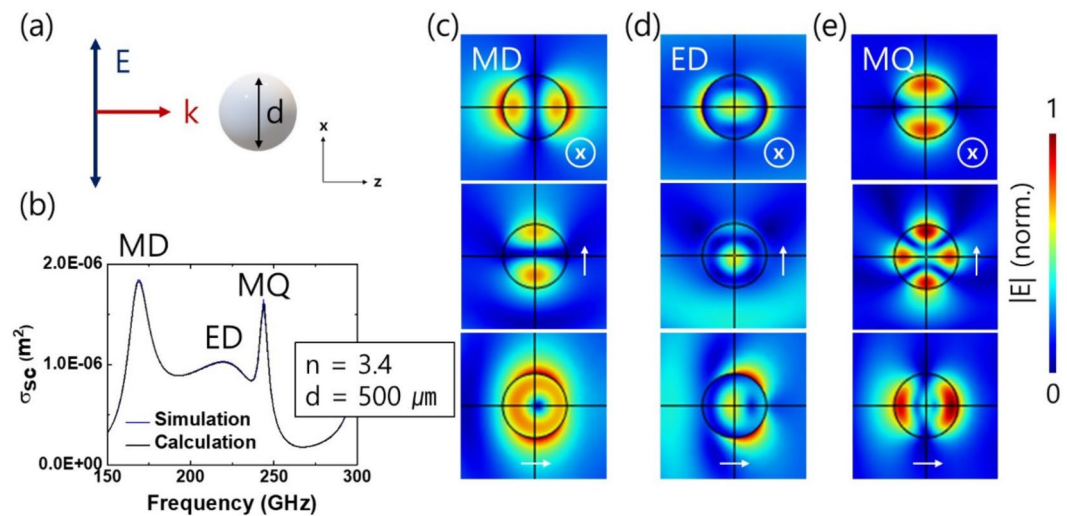 (a)
E
k
d
x
z
(b)
MD
ED
MQ
2.0E-06
1.0E-06
0.0E+00
σsc (m²)
n = 3.4
d = 500 ㎛
Simulation
Calculation
150
200
250
300
Frequency (GHz)
(c)
(d)
(e)
MD
ED
MQ
x
x
x
1
0
|E| (norm.)